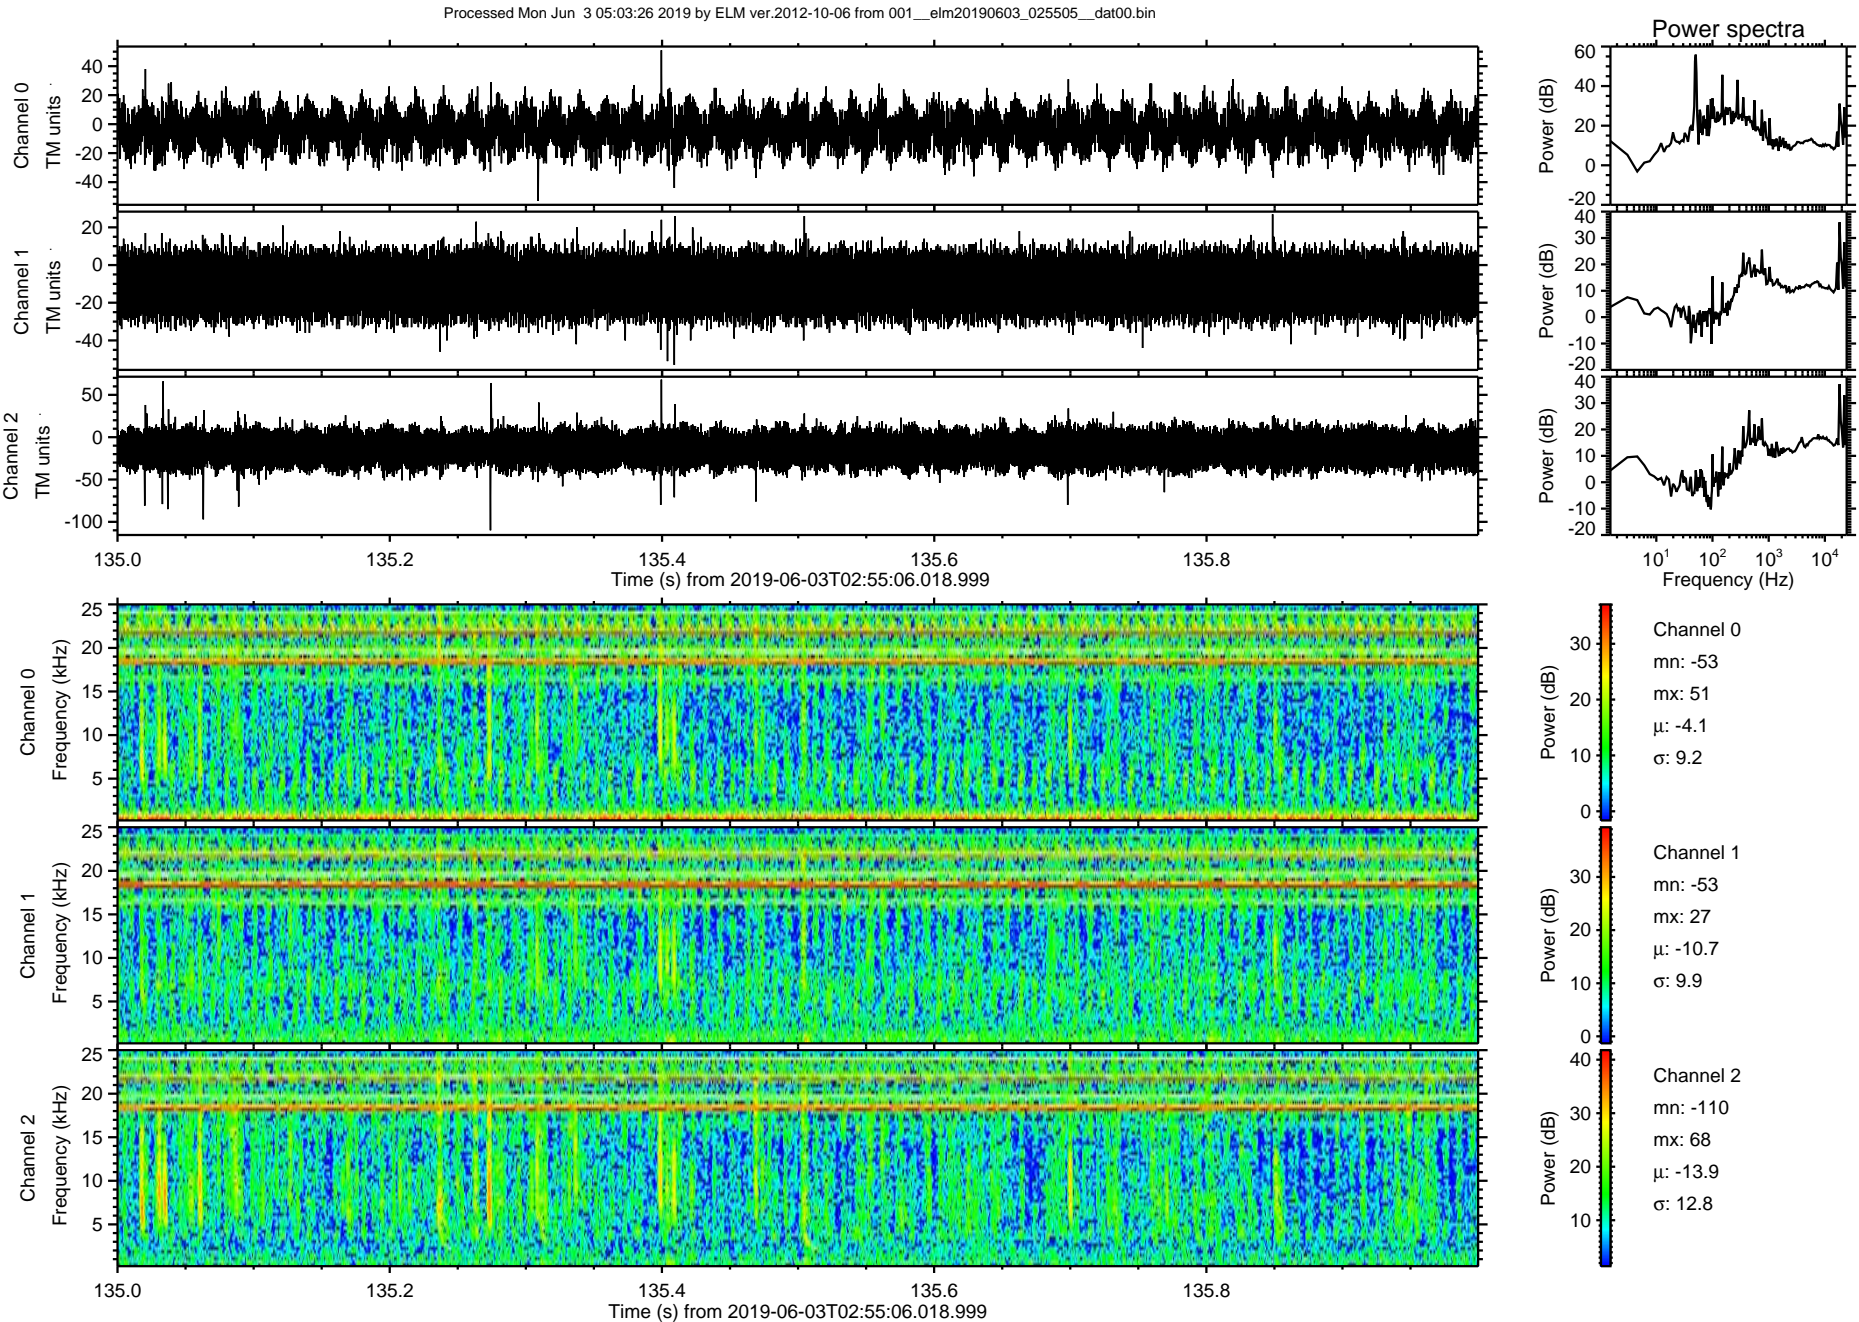 Processed Mon Jun  3 05:03:26 2019 by ELM ver.2012-10-06 from 001__elm20190603_025505__dat00.bin
Power spectra
Channel 0
TM units
40
20
0
-20
-40
Power (dB)
60
40
20
0
-20
Channel 1
TM units
20
0
-20
-40
Power (dB)
40
30
20
10
0
-10
-20
Channel 2
TM units
50
0
-50
-100
Power (dB)
40
30
20
10
0
-10
-20
135.0 135.2 135.4 135.6 135.8
Time (s) from 2019-06-03T02:55:06.018.999
10¹ 10² 10³ 10⁴
Frequency (Hz)
Channel 0
Frequency (kHz)
25
20
15
10
5
Power (dB)
30
20
10
0
Channel 0
mn: -53
mx: 51
μ: -4.1
σ: 9.2
Channel 1
Frequency (kHz)
25
20
15
10
5
Power (dB)
30
20
10
0
Channel 1
mn: -53
mx: 27
μ: -10.7
σ: 9.9
Channel 2
Frequency (kHz)
25
20
15
10
5
Power (dB)
40
30
20
10
Channel 2
mn: -110
mx: 68
μ: -13.9
σ: 12.8
135.0 135.2 135.4 135.6 135.8
Time (s) from 2019-06-03T02:55:06.018.999